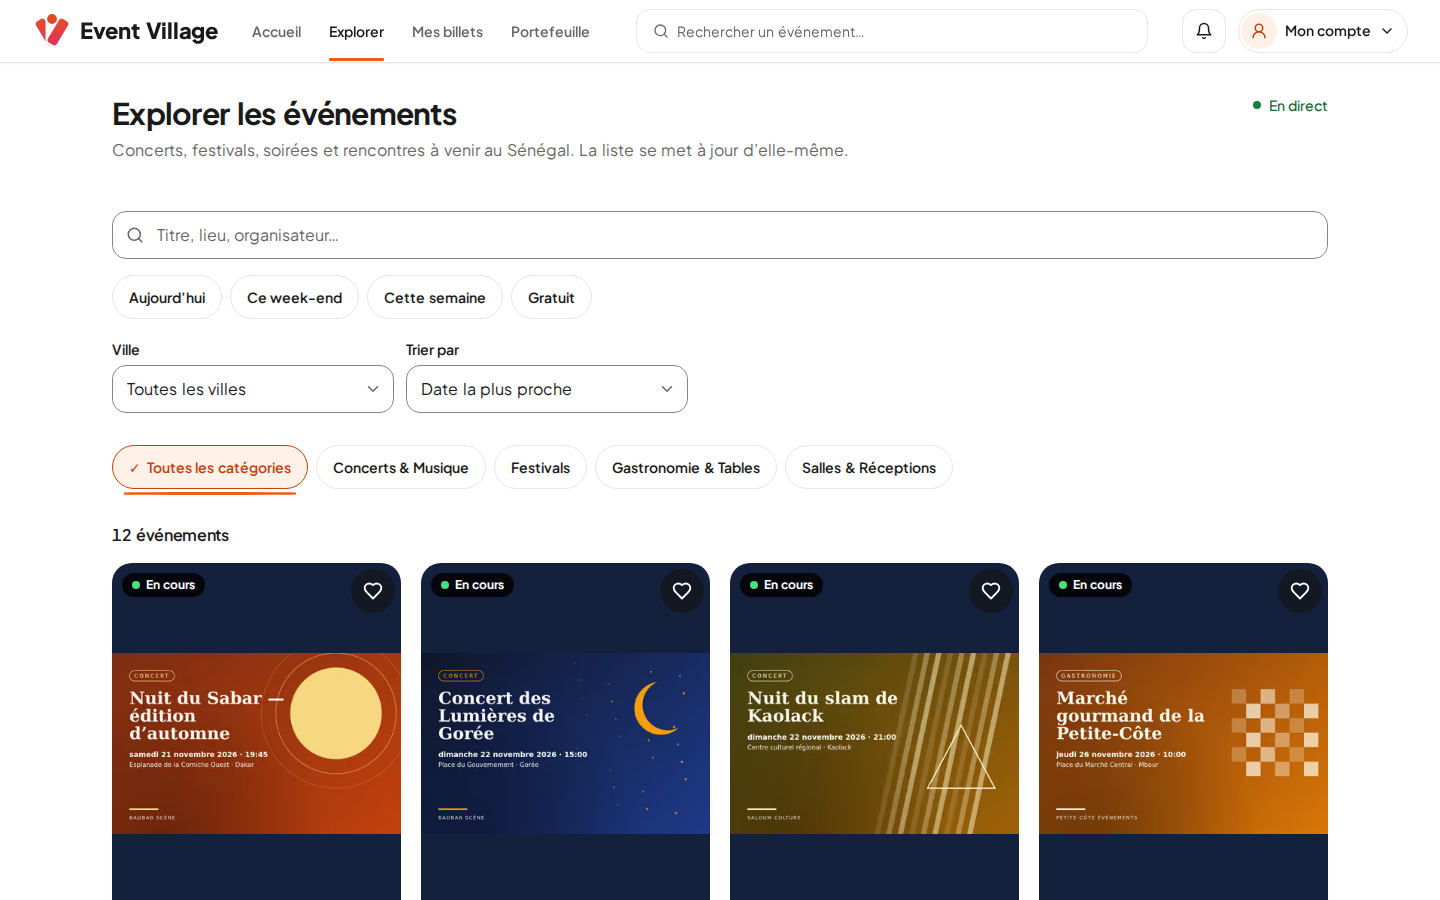 Event Village
Accueil
Explorer
Mes billets
Portefeuille
Rechercher un événement...
Mon compte
Explorer les événements
En direct
Concerts, festivals, soirées et rencontres à venir au Sénégal. La liste se met à jour d'elle-même.
Titre, lieu, organisateur...
Aujourd'hui
Ce week-end
Cette semaine
Gratuit
Ville
Trier par
Toutes les villes
Date la plus proche
✓ Toutes les catégories
Concerts & Musique
Festivals
Gastronomie & Tables
Salles & Réceptions
12 événements
En cours
CONCERT
Nuit du Sabar —
édition
d'automne
samedi 21 novembre 2026 · 19:45
Esplanade de la Corniche Ouest · Dakar
BAOBAB SCÈNE
En cours
CONCERT
Concert des
Lumières de
Gorée
dimanche 22 novembre 2026 · 15:00
Place du Gouvernement · Gorée
BAOBAB SCÈNE
En cours
CONCERT
Nuit du slam de
Kaolack
dimanche 22 novembre 2026 · 21:00
Centre culturel régional · Kaolack
SALOUM CULTURE
En cours
GASTRONOMIE
Marché
gourmand de la
Petite-Côte
jeudi 26 novembre 2026 · 10:00
Place du Marché Central · Mbour
PETITE-CÔTE ÉVÉNEMENTS